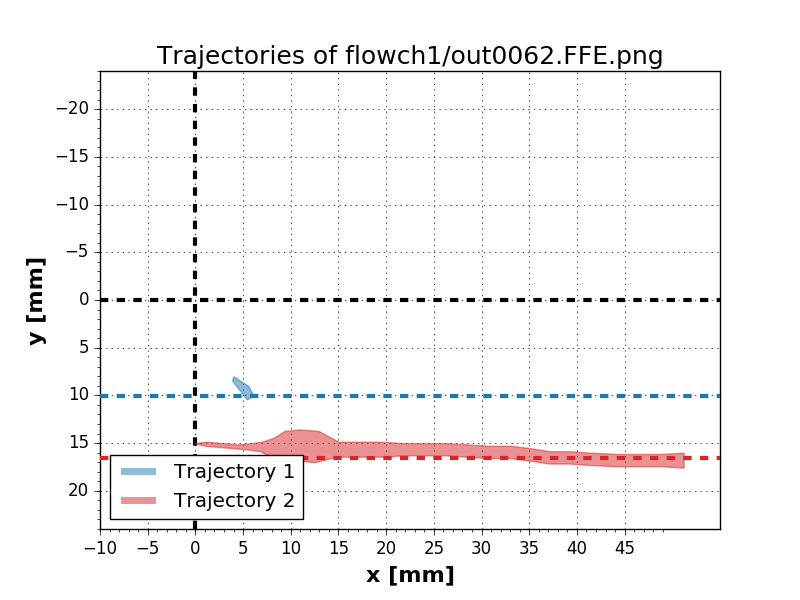 Trajectories of flowch1/out0062.FFE.png
y [mm]
−20
−15
−10
−5
0
5
10
15
20
Trajectory 1
Trajectory 2
−10 −5 0 5 10 15 20 25 30 35 40 45
x [mm]